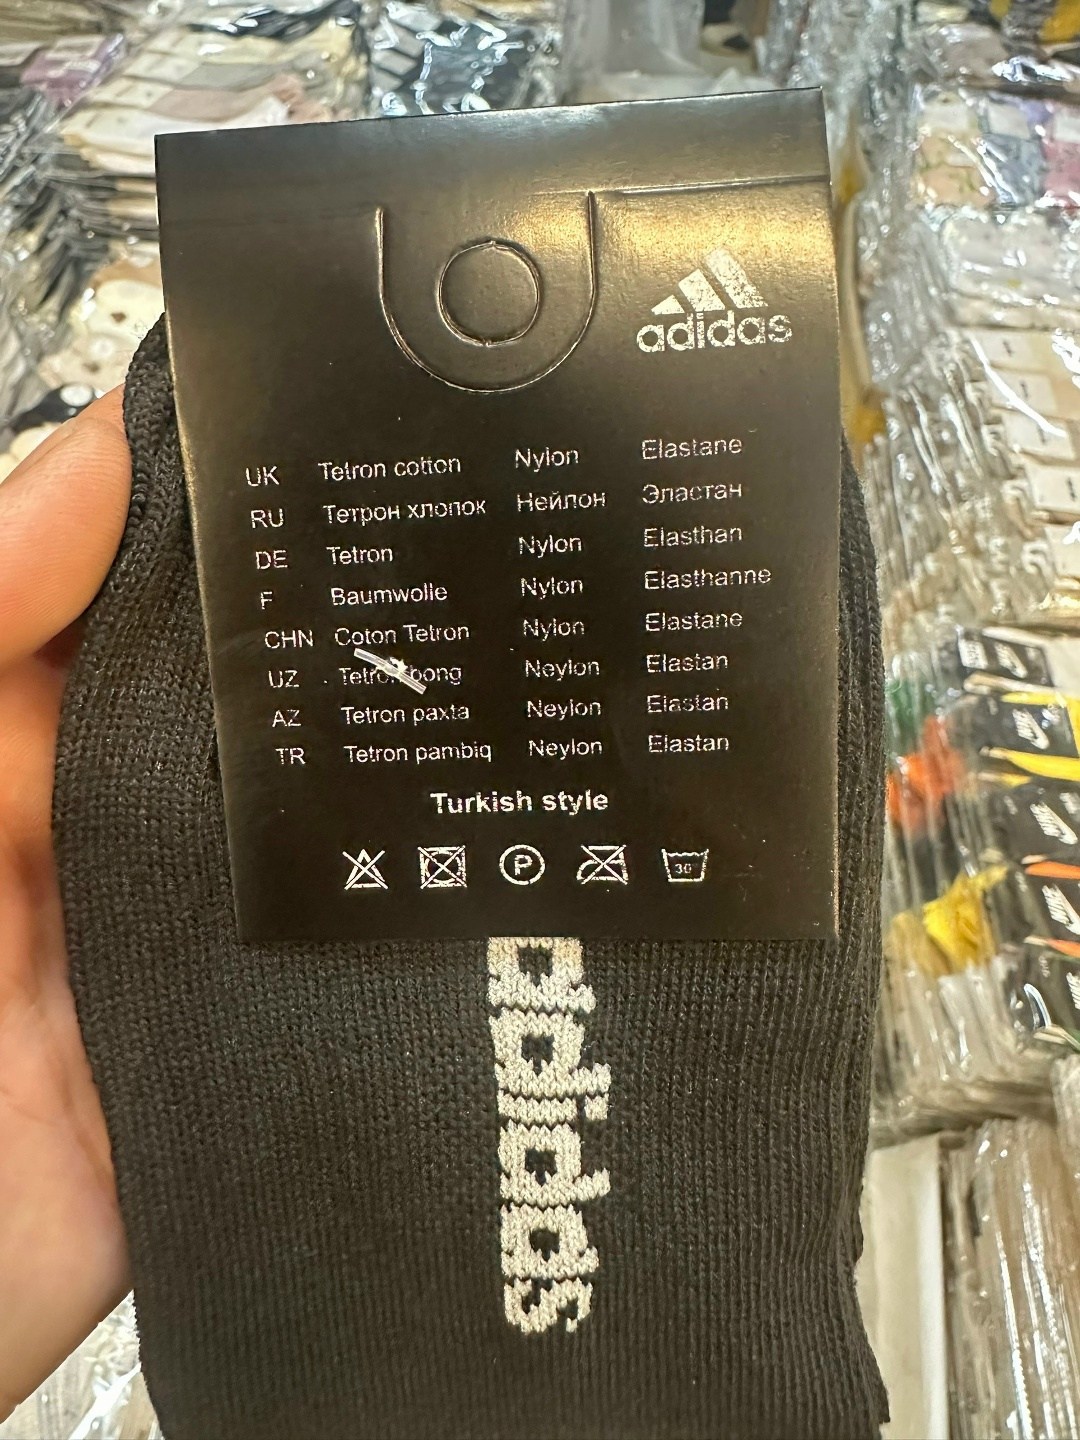 adidas
UK Tetron cotton Nylon Elastane
RU Тетрон хлопок Нейлон Эластан
DE Tetron Nylon Elasthan
F Baumwolle Nylon Elasthanne
CHN Coton Tetron Nylon Elastane
UZ Neylon Elastan
AZ Tetron paxta Neylon Elastan
TR Tetron pambiq Neylon Elastan
Turkish style
P
30°
adidas